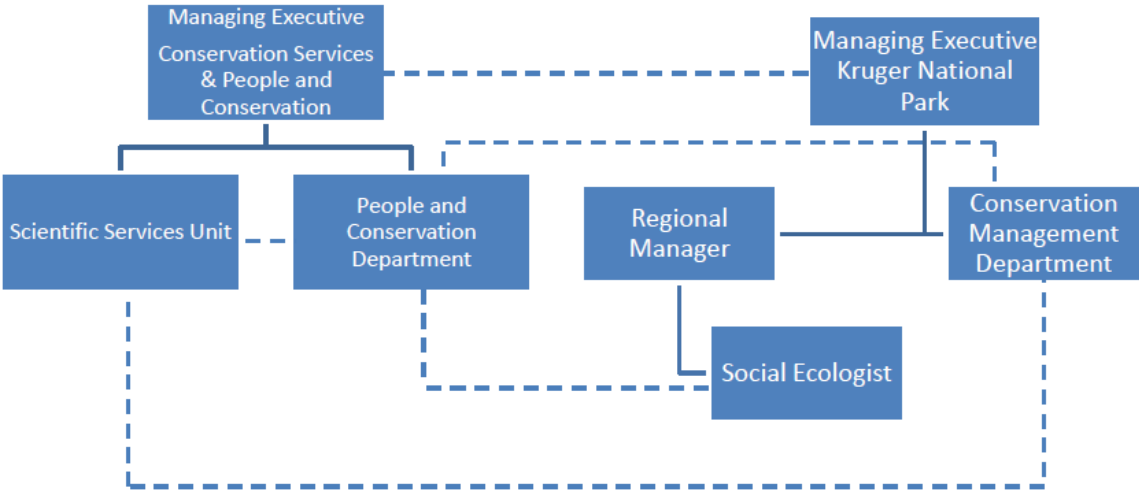 Managing Executive
Conservation Services
& People and
Conservation
Managing Executive
Kruger National
Park
Scientific Services Unit
People and
Conservation
Department
Regional
Manager
Conservation
Management
Department
Social Ecologist